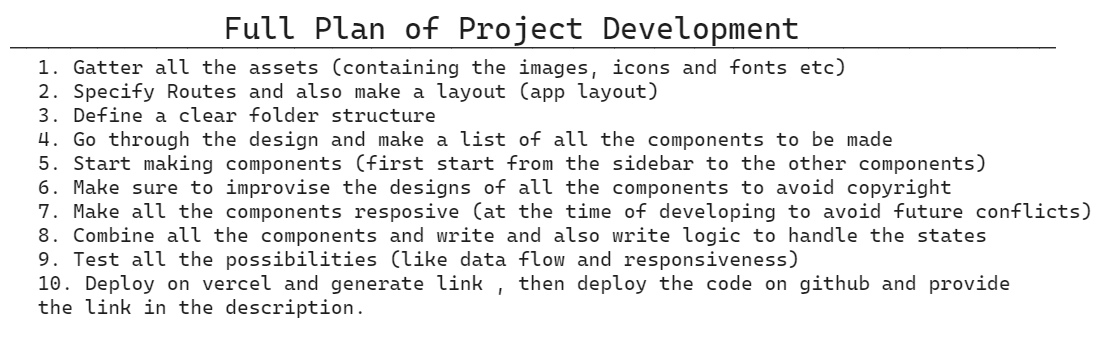 Full Plan of Project Development
1. Gatter all the assets (containing the images, icons and fonts etc)
2. Specify Routes and also make a layout (app layout)
3. Define a clear folder structure
4. Go through the design and make a list of all the components to be made
5. Start making components (first start from the sidebar to the other components)
6. Make sure to improvise the designs of all the components to avoid copyright
7. Make all the components resposive (at the time of developing to avoid future conflicts)
8. Combine all the components and write and also write logic to handle the states
9. Test all the possibilities (like data flow and responsiveness)
10. Deploy on vercel and generate link , then deploy the code on github and provide
the link in the description.